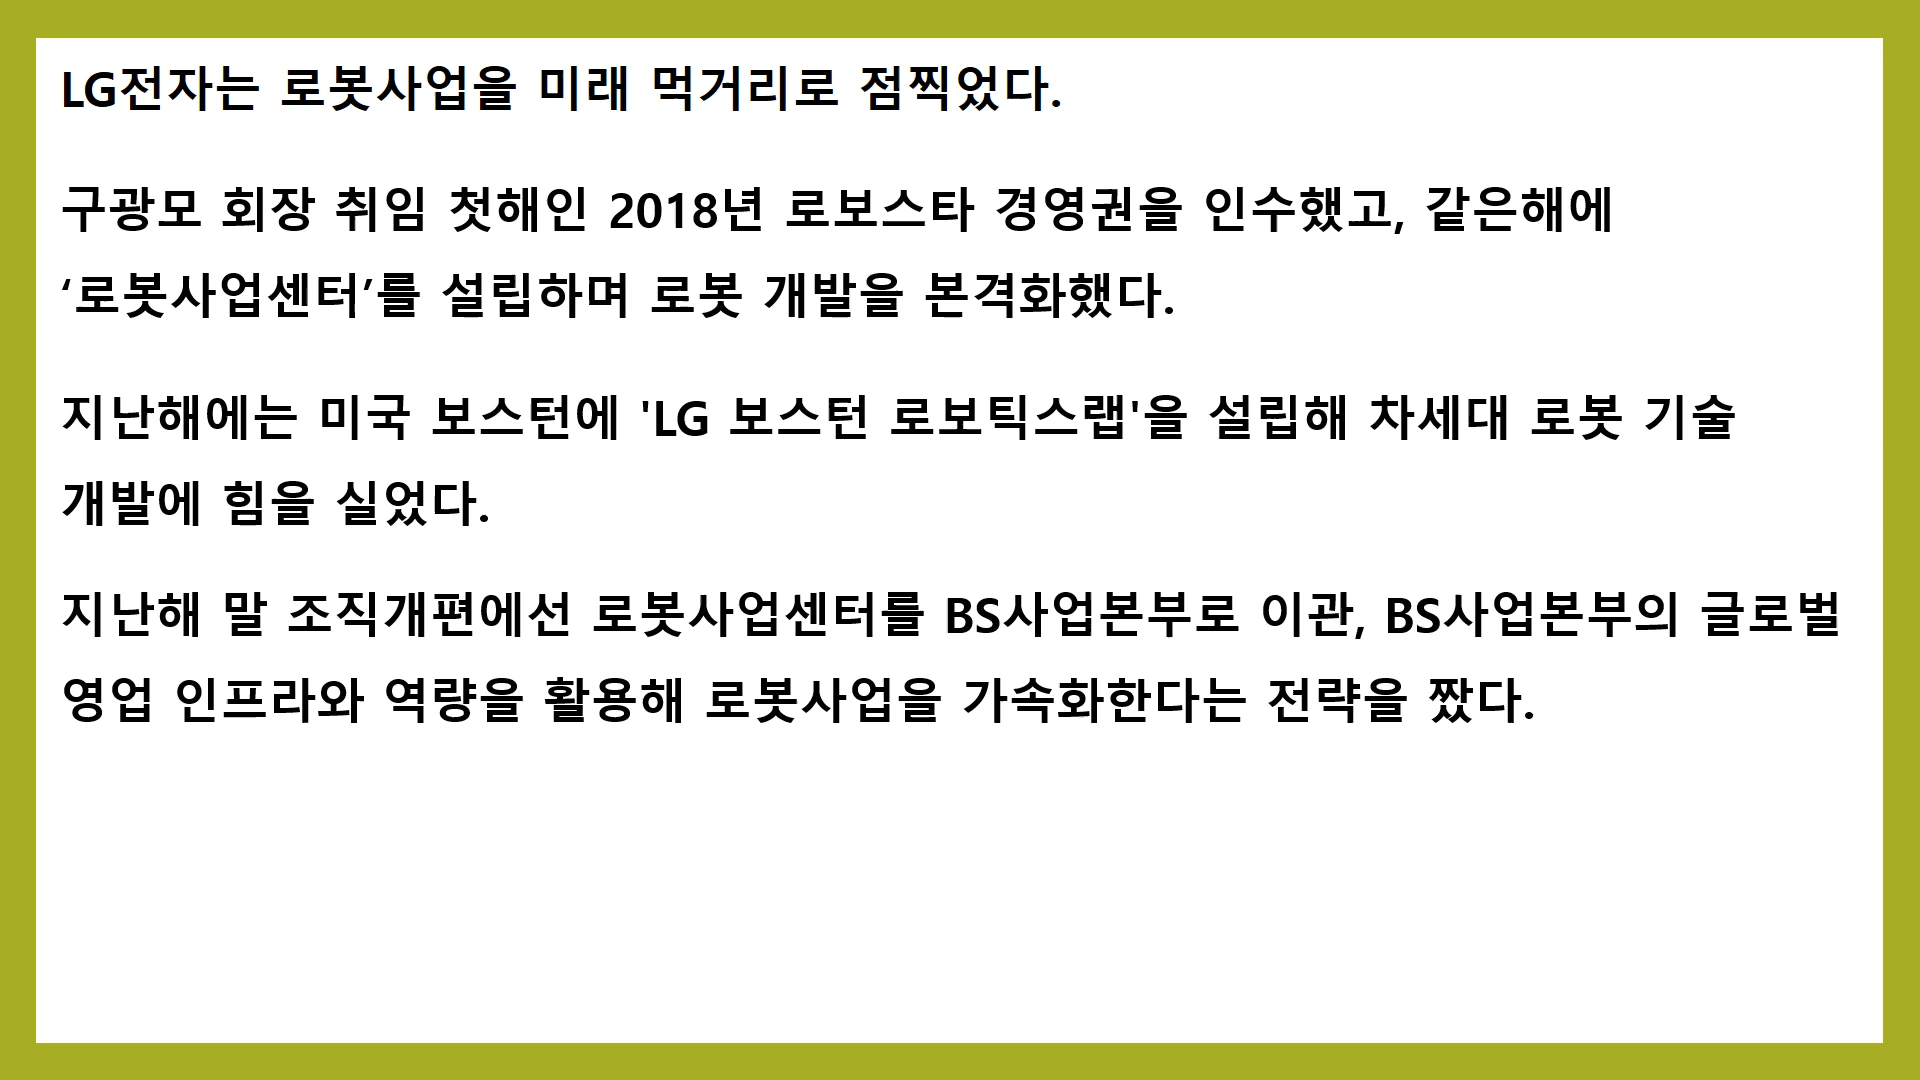 LG전자는 로봇사업을 미래 먹거리로 점찍었다.
구광모 회장 취임 첫해인 2018년 로보스타 경영권을 인수했고, 같은해에
‘로봇사업센터’를 설립하며 로봇 개발을 본격화했다.
지난해에는 미국 보스턴에 'LG 보스턴 로보틱스랩'을 설립해 차세대 로봇 기술
개발에 힘을 실었다.
지난해 말 조직개편에선 로봇사업센터를 BS사업본부로 이관, BS사업본부의 글로벌
영업 인프라와 역량을 활용해 로봇사업을 가속화한다는 전략을 짰다.